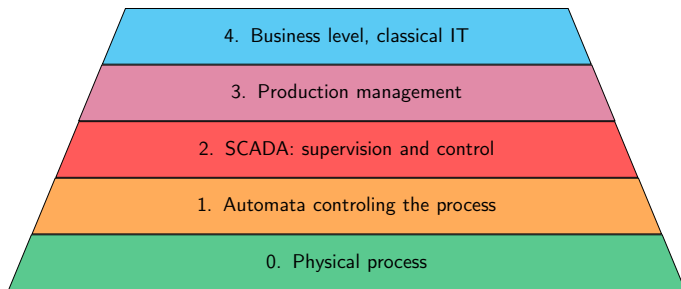 4. Business level, classical IT
3. Production management
2. SCADA: supervision and control
1. Automata controling the process
0. Physical process